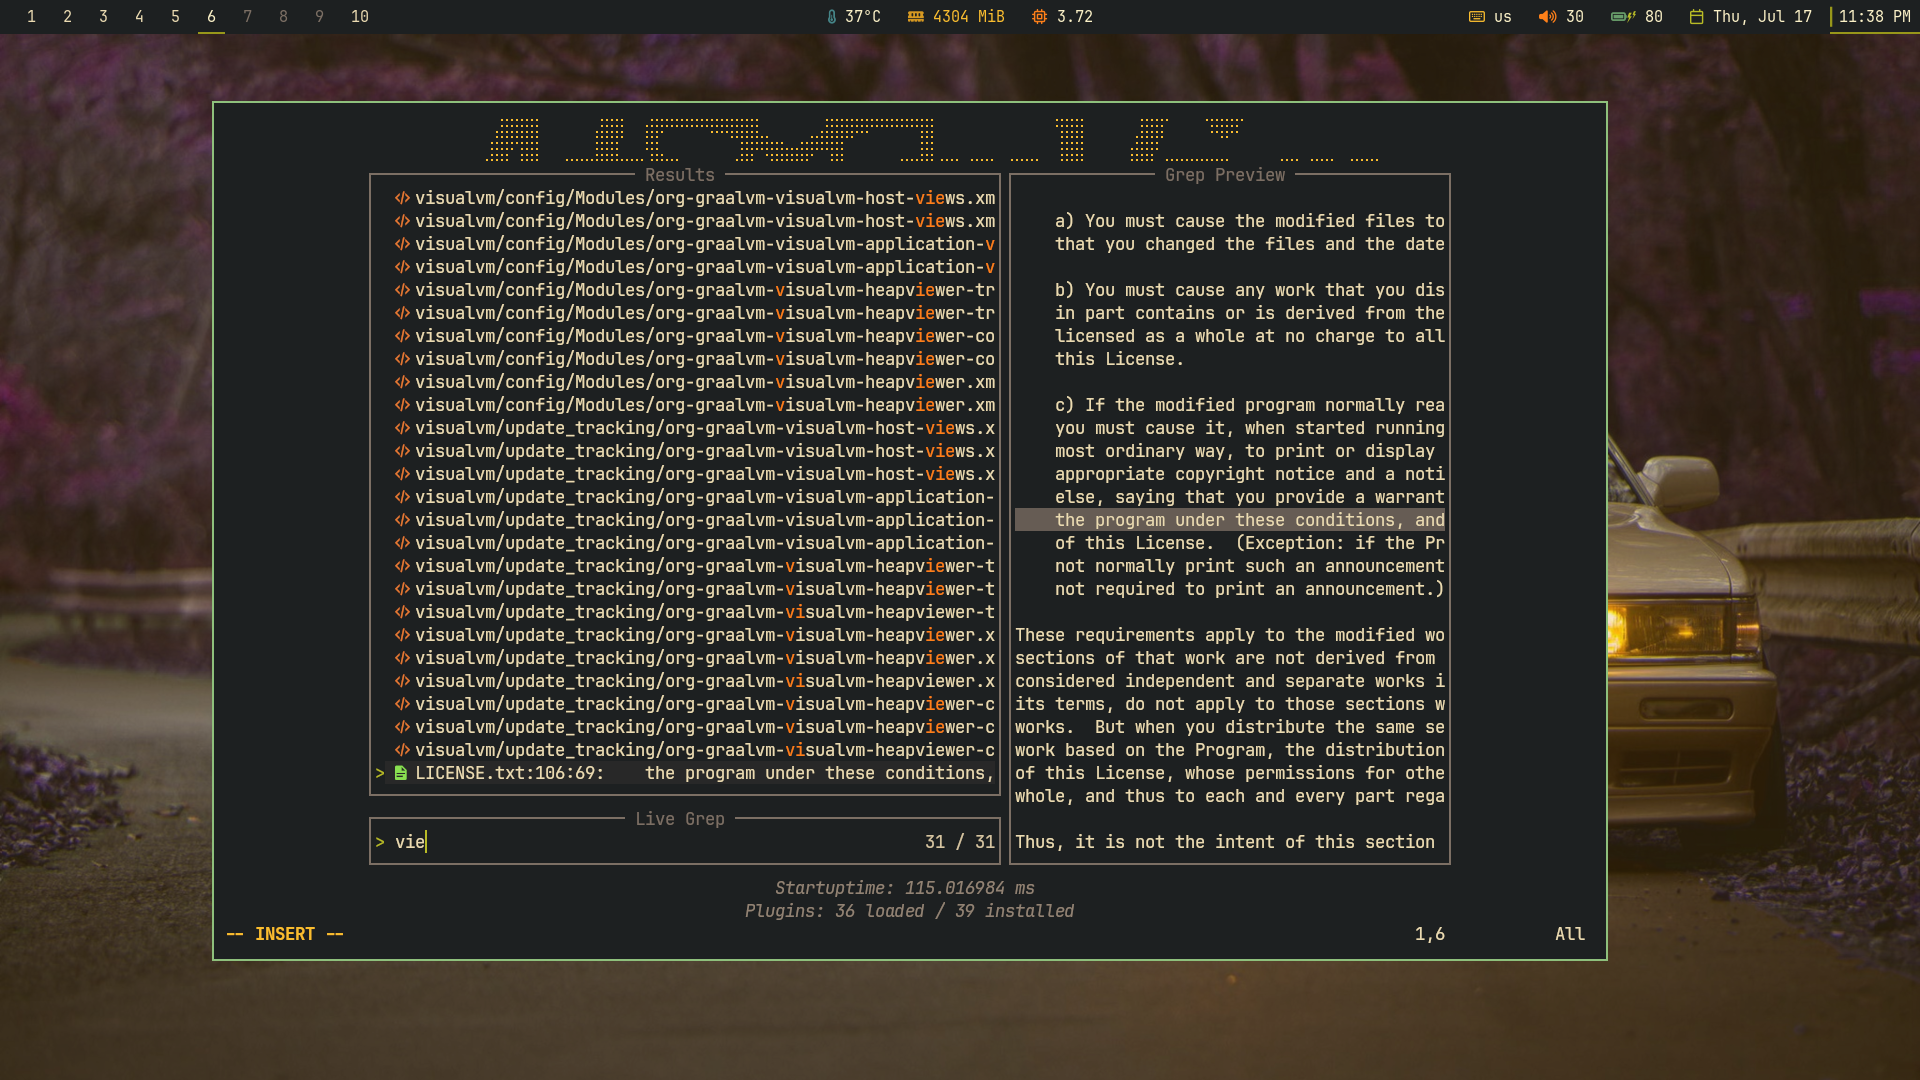 1 2 3 4 5 6 7 8 9 10 37°C 4304 MiB 3.72 us 30 80 Thu, Jul 17 11:38 PM
Results
visualvm/config/Modules/org-graalvm-visualvm-host-views.xm
visualvm/config/Modules/org-graalvm-visualvm-host-views.xm
visualvm/config/Modules/org-graalvm-visualvm-application-v
visualvm/config/Modules/org-graalvm-visualvm-application-v
visualvm/config/Modules/org-graalvm-visualvm-heapviewer-tr
visualvm/config/Modules/org-graalvm-visualvm-heapviewer-tr
visualvm/config/Modules/org-graalvm-visualvm-heapviewer-co
visualvm/config/Modules/org-graalvm-visualvm-heapviewer-co
visualvm/config/Modules/org-graalvm-visualvm-heapviewer.xm
visualvm/config/Modules/org-graalvm-visualvm-heapviewer.xm
visualvm/update_tracking/org-graalvm-visualvm-host-views.x
visualvm/update_tracking/org-graalvm-visualvm-host-views.x
visualvm/update_tracking/org-graalvm-visualvm-host-views.x
visualvm/update_tracking/org-graalvm-visualvm-application-
visualvm/update_tracking/org-graalvm-visualvm-application-
visualvm/update_tracking/org-graalvm-visualvm-application-
visualvm/update_tracking/org-graalvm-visualvm-heapviewer-t
visualvm/update_tracking/org-graalvm-visualvm-heapviewer-t
visualvm/update_tracking/org-graalvm-visualvm-heapviewer-t
visualvm/update_tracking/org-graalvm-visualvm-heapviewer.x
visualvm/update_tracking/org-graalvm-visualvm-heapviewer.x
visualvm/update_tracking/org-graalvm-visualvm-heapviewer.x
visualvm/update_tracking/org-graalvm-visualvm-heapviewer-c
visualvm/update_tracking/org-graalvm-visualvm-heapviewer-c
visualvm/update_tracking/org-graalvm-visualvm-heapviewer-c
> LICENSE.txt:106:69:    the program under these conditions,
Live Grep
> vie 31 / 31
Grep Preview
a) You must cause the modified files to
that you changed the files and the date
b) You must cause any work that you dis
in part contains or is derived from the
licensed as a whole at no charge to all
this License.
c) If the modified program normally rea
you must cause it, when started running
most ordinary way, to print or display
appropriate copyright notice and a noti
else, saying that you provide a warrant
the program under these conditions, and
of this License.  (Exception: if the Pr
not normally print such an announcement
not required to print an announcement.)
These requirements apply to the modified wo
sections of that work are not derived from
considered independent and separate works i
its terms, do not apply to those sections w
works.  But when you distribute the same se
work based on the Program, the distribution
of this License, whose permissions for othe
whole, and thus to each and every part rega
Thus, it is not the intent of this section
Startuptime: 115.016984 ms
Plugins: 36 loaded / 39 installed
-- INSERT -- 1,6 All